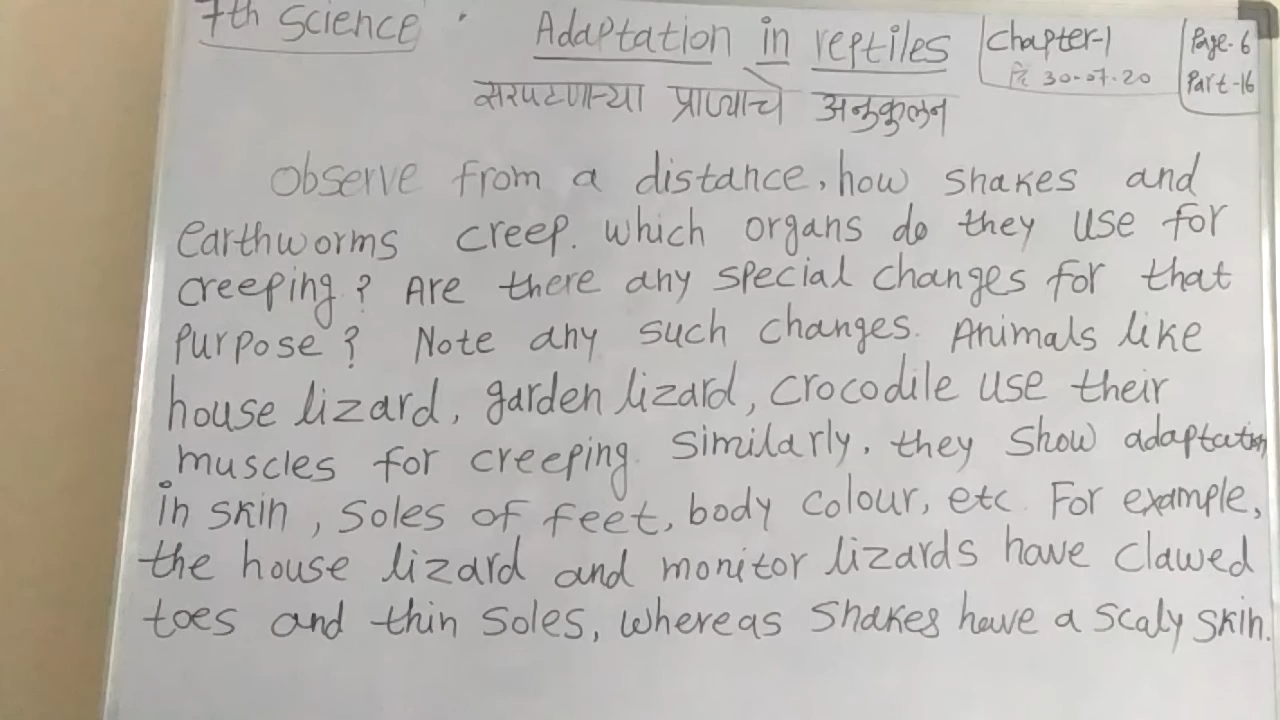 7th Science Adaptation in reptiles Chapter-1 Page-6
दि 30-07-20 Part-16
सरपटणाऱ्या प्राण्याचे अनुकुलन
Observe from a distance, how snakes and
earthworms creep. which organs do they use for
creeping? Are there any special changes for that
purpose? Note any such changes. Animals like
house lizard, garden lizard, crocodile use their
muscles for creeping. Similarly, they show adaptation
in skin, soles of feet, body colour, etc. For example,
the house lizard and monitor lizards have clawed
toes and thin soles, whereas snakes have a scaly skin.